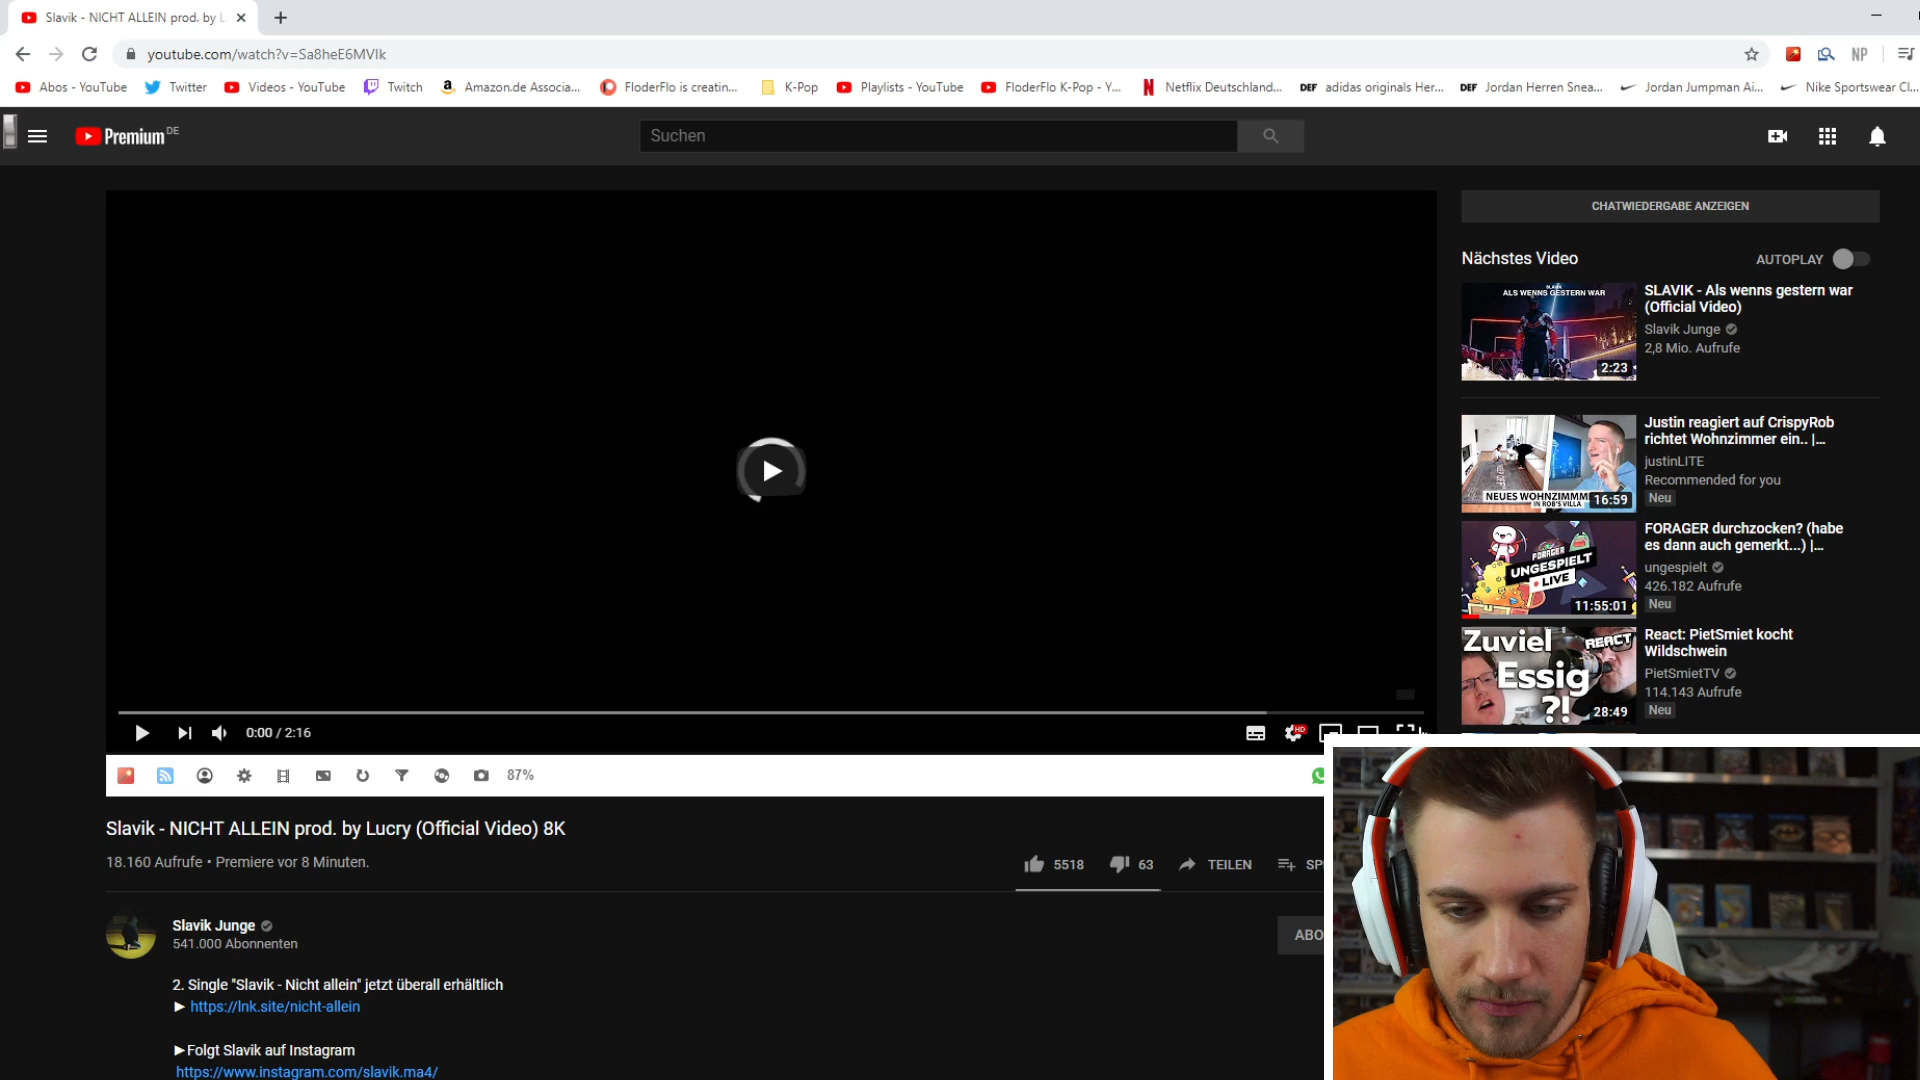 Slavik - NICHT ALLEIN prod. by L
youtube.com/watch?v=Sa8heE6MVIk
NP
Abos - YouTube
Twitter
Videos - YouTube
Twitch
Amazon.de Associa...
FloderFlo is creatin...
K-Pop
Playlists - YouTube
FloderFlo K-Pop - Y...
Netflix Deutschland...
DEF adidas originals Her...
DEF Jordan Herren Snea...
Jordan Jumpman Ai...
Nike Sportswear Cl...
Premium DE
Suchen
CHATWIEDERGABE ANZEIGEN
Nächstes Video
AUTOPLAY
ALS WENNS GESTERN WAR
2:23
SLAVIK - Als wenns gestern war
(Official Video)
Slavik Junge
2,8 Mio. Aufrufe
NEUES WOHNZIMMM
IN ROB'S VILLA
16:59
Justin reagiert auf CrispyRob
richtet Wohnzimmer ein.. |...
justinLITE
Recommended for you
Neu
FORAGER
UNGESPIELT
LIVE
11:55:01
FORAGER durchzocken? (habe
es dann auch gemerkt...) |...
ungespielt
426.182 Aufrufe
Neu
Zuviel
REACT
Essig
?!
28:49
React: PietSmiet kocht
Wildschwein
PietSmietTV
114.143 Aufrufe
Neu
0:00 / 2:16
HD
87%
Slavik - NICHT ALLEIN prod. by Lucry (Official Video) 8K
18.160 Aufrufe • Premiere vor 8 Minuten.
5518
63
TEILEN
SP
Slavik Junge
541.000 Abonnenten
ABO
2. Single "Slavik - Nicht allein" jetzt überall erhältlich
► https://lnk.site/nicht-allein
►Folgt Slavik auf Instagram
https://www.instagram.com/slavik.ma4/